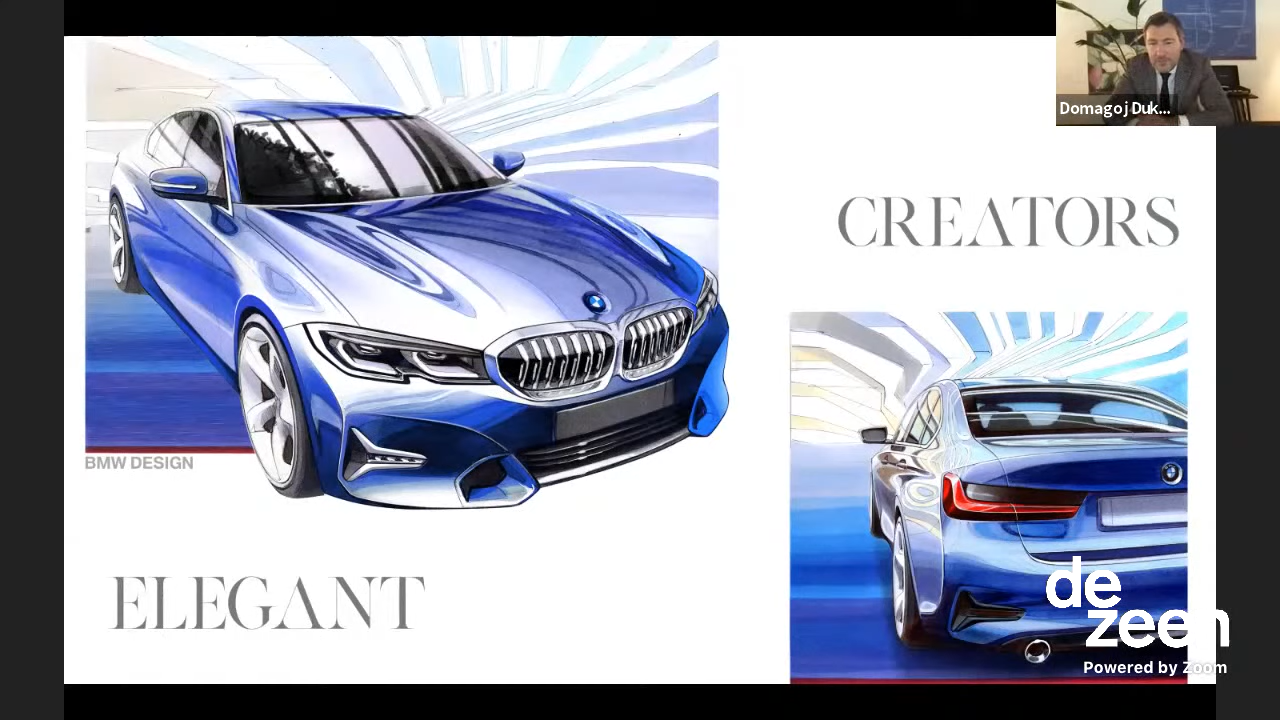 Domagoj Duk...
CREATORS
BMW DESIGN
ELEGANT
de
zeen
Powered by Zoom